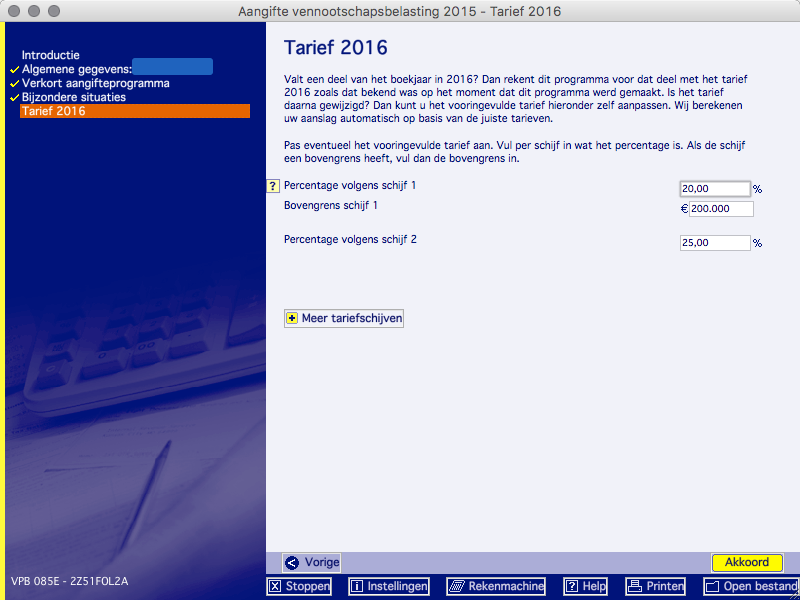 Aangifte vennootschapsbelasting 2015 - Tarief 2016
Introductie
Algemene gegevens:
Verkort aangifteprogramma
Bijzondere situaties
Tarief 2016
Tarief 2016
Valt een deel van het boekjaar in 2016? Dan rekent dit programma voor dat deel met het tarief
2016 zoals dat bekend was op het moment dat dit programma werd gemaakt. Is het tarief
daarna gewijzigd? Dan kunt u het vooringevulde tarief hieronder zelf aanpassen. Wij berekenen
uw aanslag automatisch op basis van de juiste tarieven.
Pas eventueel het vooringevulde tarief aan. Vul per schijf in wat het percentage is. Als de schijf
een bovengrens heeft, vul dan de bovengrens in.
? Percentage volgens schijf 1 20,00 %
Bovengrens schijf 1 € 200.000
Percentage volgens schijf 2 25,00 %
+ Meer tariefschijven
VPB 085E - 2Z51FOL2A
Vorige Akkoord
Stoppen Instellingen Rekenmachine ? Help Printen Open bestand